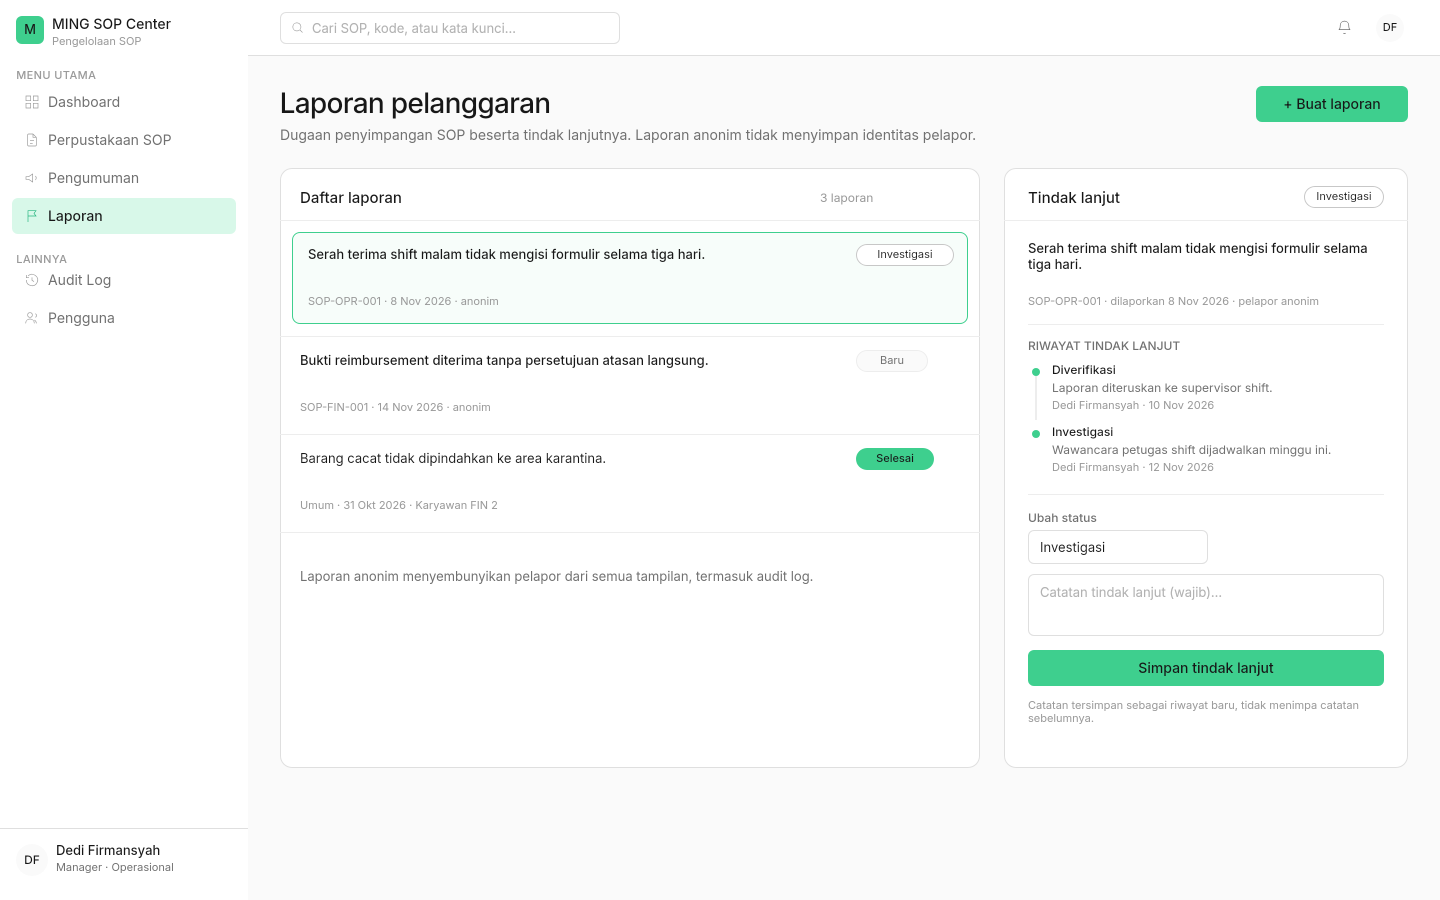 M
MING SOP Center
Pengelolaan SOP
MENU UTAMA
Dashboard
Perpustakaan SOP
Pengumuman
Laporan
LAINNYA
Audit Log
Pengguna
DF
Dedi Firmansyah
Manager · Operasional
Cari SOP, kode, atau kata kunci...
DF
Laporan pelanggaran
Dugaan penyimpangan SOP beserta tindak lanjutnya. Laporan anonim tidak menyimpan identitas pelapor.
+ Buat laporan
Daftar laporan
3 laporan
Serah terima shift malam tidak mengisi formulir selama tiga hari.
Investigasi
SOP-OPR-001 · 8 Nov 2026 · anonim
Bukti reimbursement diterima tanpa persetujuan atasan langsung.
Baru
SOP-FIN-001 · 14 Nov 2026 · anonim
Barang cacat tidak dipindahkan ke area karantina.
Selesai
Umum · 31 Okt 2026 · Karyawan FIN 2
Laporan anonim menyembunyikan pelapor dari semua tampilan, termasuk audit log.
Tindak lanjut
Investigasi
Serah terima shift malam tidak mengisi formulir selama
tiga hari.
SOP-OPR-001 · dilaporkan 8 Nov 2026 · pelapor anonim
RIWAYAT TINDAK LANJUT
Diverifikasi
Laporan diteruskan ke supervisor shift.
Dedi Firmansyah · 10 Nov 2026
Investigasi
Wawancara petugas shift dijadwalkan minggu ini.
Dedi Firmansyah · 12 Nov 2026
Ubah status
Investigasi
Catatan tindak lanjut (wajib)...
Simpan tindak lanjut
Catatan tersimpan sebagai riwayat baru, tidak menimpa catatan
sebelumnya.